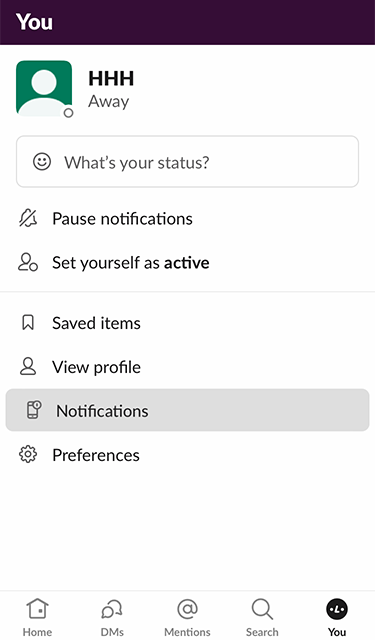 You
HHH
Away
What's your status?
Pause notifications
Set yourself as active
Saved items
View profile
Notifications
Preferences
Home DMs Mentions Search You